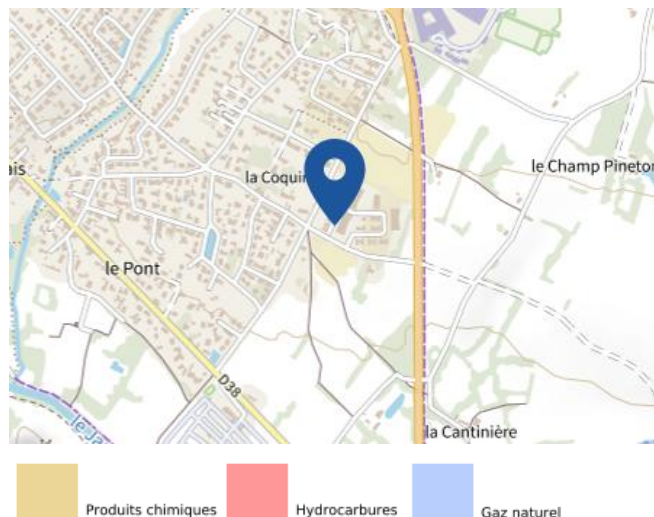 le Champ Pineton
la Coquin
le Pont
D38
la Cantinière
Produits chimiques
Hydrocarbures
Gaz naturel